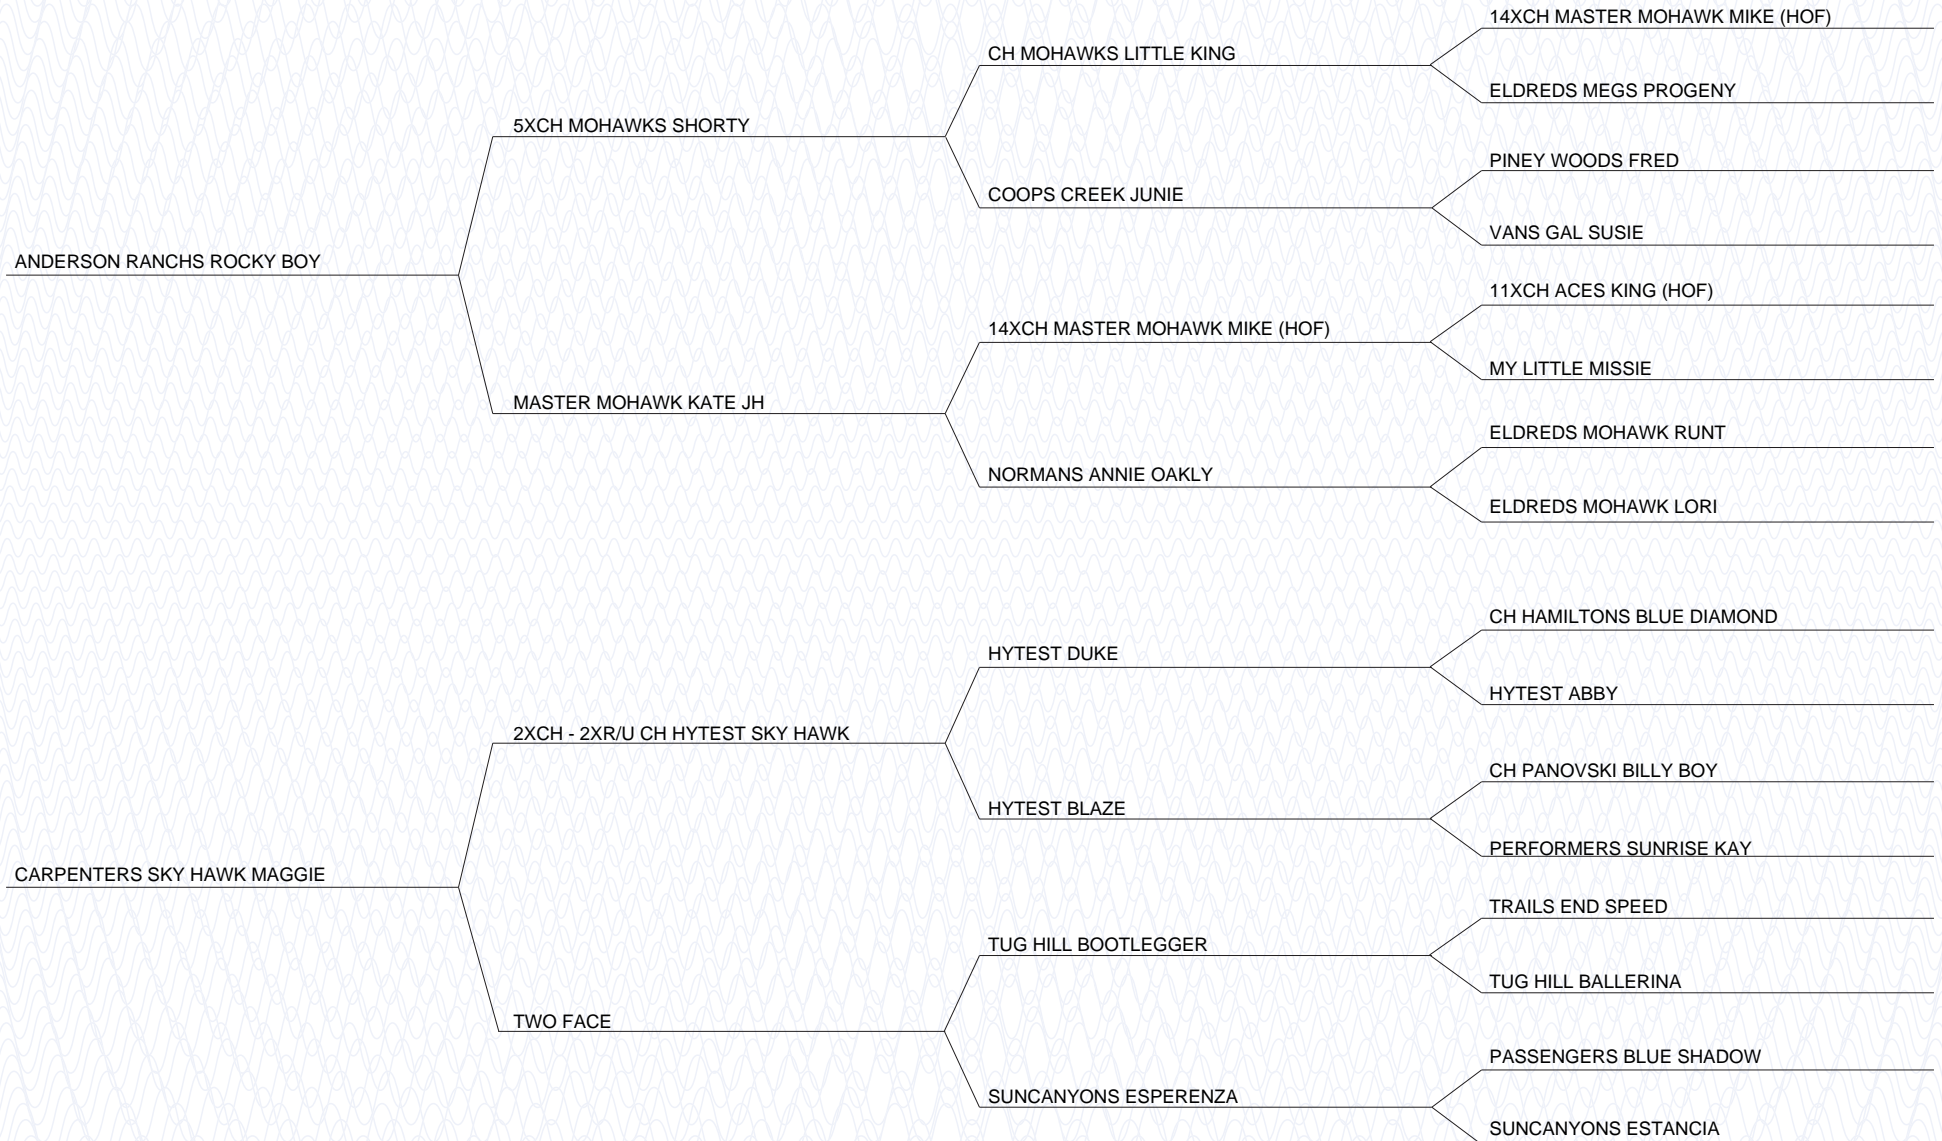 14XCH MASTER MOHAWK MIKE (HOF)
CH MOHAWKS LITTLE KING
ELDREDS MEGS PROGENY
5XCH MOHAWKS SHORTY
PINEY WOODS FRED
COOPS CREEK JUNIE
VANS GAL SUSIE
ANDERSON RANCHS ROCKY BOY
11XCH ACES KING (HOF)
14XCH MASTER MOHAWK MIKE (HOF)
MY LITTLE MISSIE
MASTER MOHAWK KATE JH
ELDREDS MOHAWK RUNT
NORMANS ANNIE OAKLY
ELDREDS MOHAWK LORI
CH HAMILTONS BLUE DIAMOND
HYTEST DUKE
HYTEST ABBY
2XCH - 2XR/U CH HYTEST SKY HAWK
CH PANOVSKI BILLY BOY
HYTEST BLAZE
PERFORMERS SUNRISE KAY
CARPENTERS SKY HAWK MAGGIE
TRAILS END SPEED
TUG HILL BOOTLEGGER
TUG HILL BALLERINA
TWO FACE
PASSENGERS BLUE SHADOW
SUNCANYONS ESPERENZA
SUNCANYONS ESTANCIA